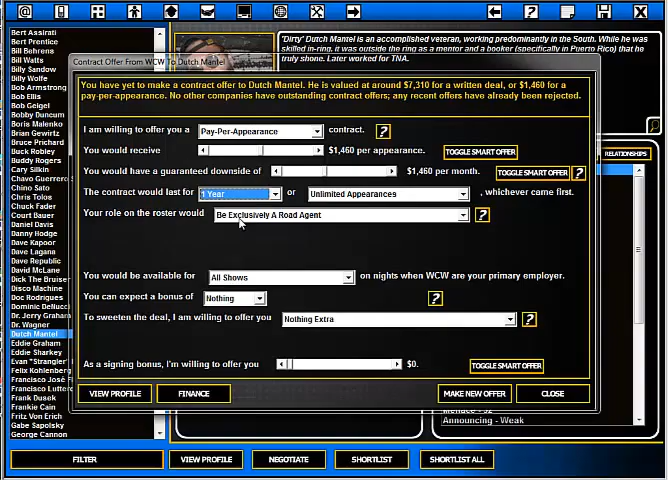 Bert Assirati
Bert Prentice
Bill Behrens
Bill Watts
Billy Sandow
Billy Wolfe
Bob Armstrong
Bob Ellis
Bob Geigel
Bobby Duncum
Boris Malenko
Brian Gewirtz
Bruce Prichard
Buck Robley
Buddy Rogers
Cary Silkin
Chavo Guerrero
Chino Sato
Chris Tolos
Chuck Fader
Court Bauer
Daniel Davis
Danny Hodge
Dave Kapoor
Dave Lagana
Dave Republic
David McLane
Dick The Bruiser
Disco Machine
Doc Rodrigues
Dominic DeNucci
Dr. Jerry Graham
Dr. Wagner
Dutch Mantel
Eddie Graham
Eddie Sharkey
Evan "Strangler"
Felix Kohlenberg
Francisco José F
Francisco Lutter
Frank Dusek
Frankie Cain
Fritz Von Erich
Gabe Sapolsky
George Cannon
"Dirty" Dutch Mantel is an accomplished veteran, working predominantly in the South. While he was
skilled in-ring, it was outside the ring as a mentor and a booker (specifically in Puerto Rico) that he
truly shone. Later worked for TNA.
Contract Offer From WCW To Dutch Mantel
You have yet to make a contract offer to Dutch Mantel. He is valued at around $7,310 for a written deal, or $1,460 for a
pay-per-appearance. No other companies have outstanding contract offers; any recent offers have already been rejected.
I am willing to offer you a Pay-Per-Appearance contract. ?
You would receive $1,460 per appearance. TOGGLE SMART OFFER
You would have a guaranteed downside of $1,460 per month. TOGGLE SMART OFFER ?
The contract would last for 1 Year or Unlimited Appearances , whichever came first.
Your role on the roster would Be Exclusively A Road Agent ?
You would be available for All Shows on nights when WCW are your primary employer.
You can expect a bonus of Nothing ?
To sweeten the deal, I am willing to offer you Nothing Extra ?
As a signing bonus, I'm willing to offer you $0. TOGGLE SMART OFFER
VIEW PROFILE FINANCE MAKE NEW OFFER CLOSE
RELATIONSHIPS
Announcing - Weak
FILTER VIEW PROFILE NEGOTIATE SHORTLIST SHORTLIST ALL